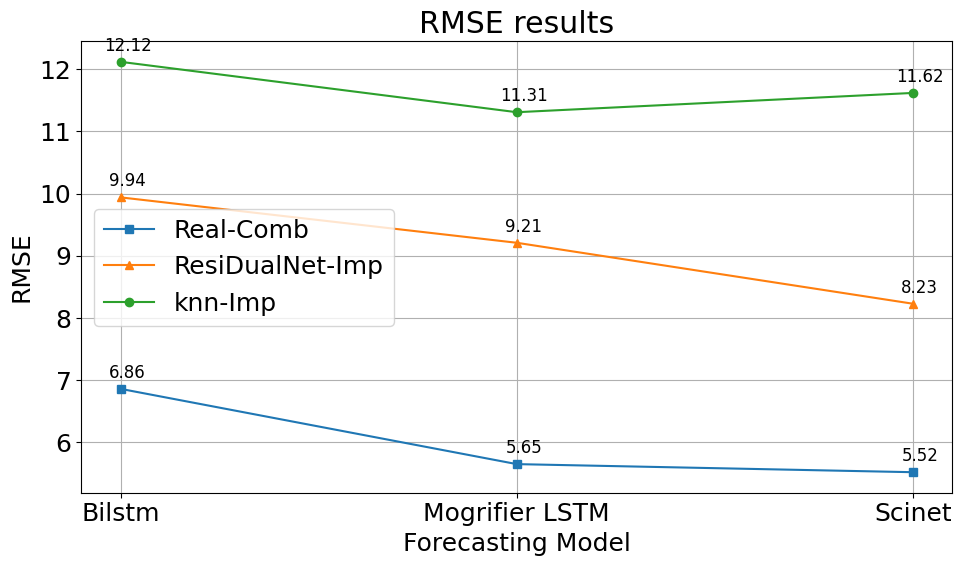 RMSE results
12.12
11.31
11.62
9.94
9.21
8.23
6.86
5.65
5.52
12
11
10
9
8
7
6
RMSE
Real-Comb
ResiDualNet-Imp
knn-Imp
Bilstm
Mogrifier LSTM
Scinet
Forecasting Model